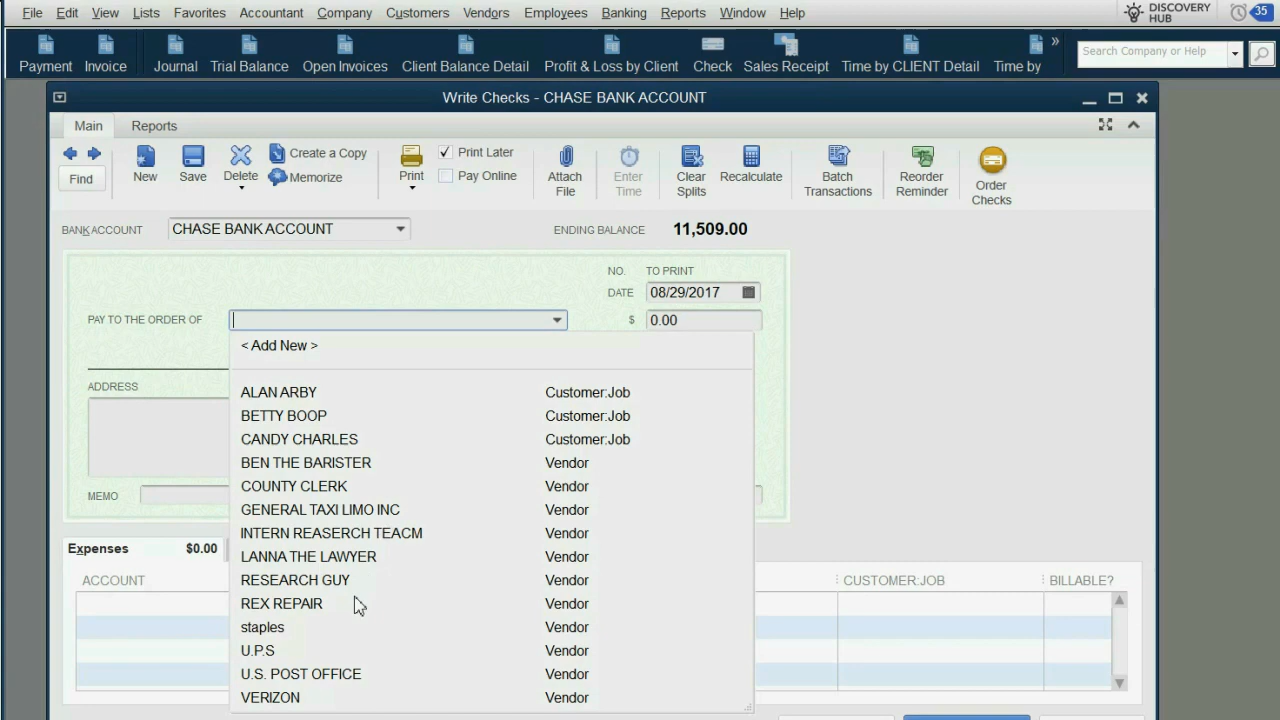 File Edit View Lists Favorites Accountant Company Customers Vendors Employees Banking Reports Window Help
DISCOVERY HUB
35
Payment Invoice Journal Trial Balance Open Invoices Client Balance Detail Profit & Loss by Client Check Sales Receipt Time by CLIENT Detail Time by
Search Company or Help
Write Checks - CHASE BANK ACCOUNT
Main Reports
Find New Save Delete Create a Copy Memorize Print Print Later Pay Online Attach File Enter Time Clear Splits Recalculate Batch Transactions Reorder Reminder Order Checks
BANK ACCOUNT CHASE BANK ACCOUNT ENDING BALANCE 11,509.00
NO. TO PRINT
DATE 08/29/2017
PAY TO THE ORDER OF $ 0.00
< Add New >
ADDRESS
ALAN ARBY Customer:Job
BETTY BOOP Customer:Job
CANDY CHARLES Customer:Job
BEN THE BARISTER Vendor
COUNTY CLERK Vendor
MEMO
GENERAL TAXI LIMO INC Vendor
INTERN REASERCH TEACM Vendor
Expenses $0.00
LANNA THE LAWYER Vendor
ACCOUNT CUSTOMER:JOB BILLABLE?
RESEARCH GUY Vendor
REX REPAIR Vendor
staples Vendor
U.P.S Vendor
U.S. POST OFFICE Vendor
VERIZON Vendor